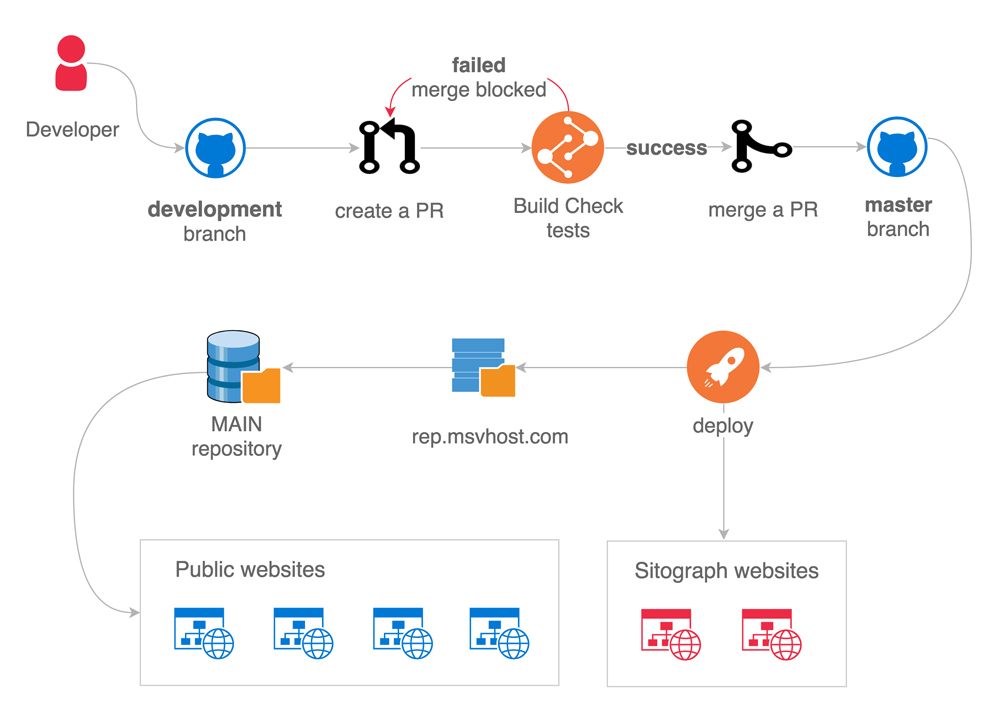 failed
merge blocked
Developer
success
development
branch
create a PR
Build Check
tests
merge a PR
master
branch
MAIN
repository
rep.msvhost.com
deploy
Public websites
Sitograph websites